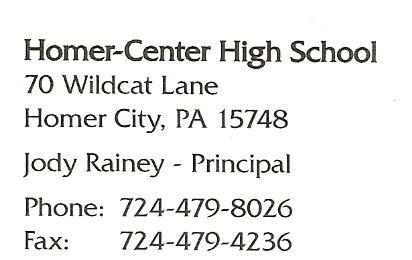 Homer-Center High School
70 Wildcat Lane
Homer City, PA 15748
Jody Rainey - Principal
Phone: 724-479-8026
Fax: 724-479-4236